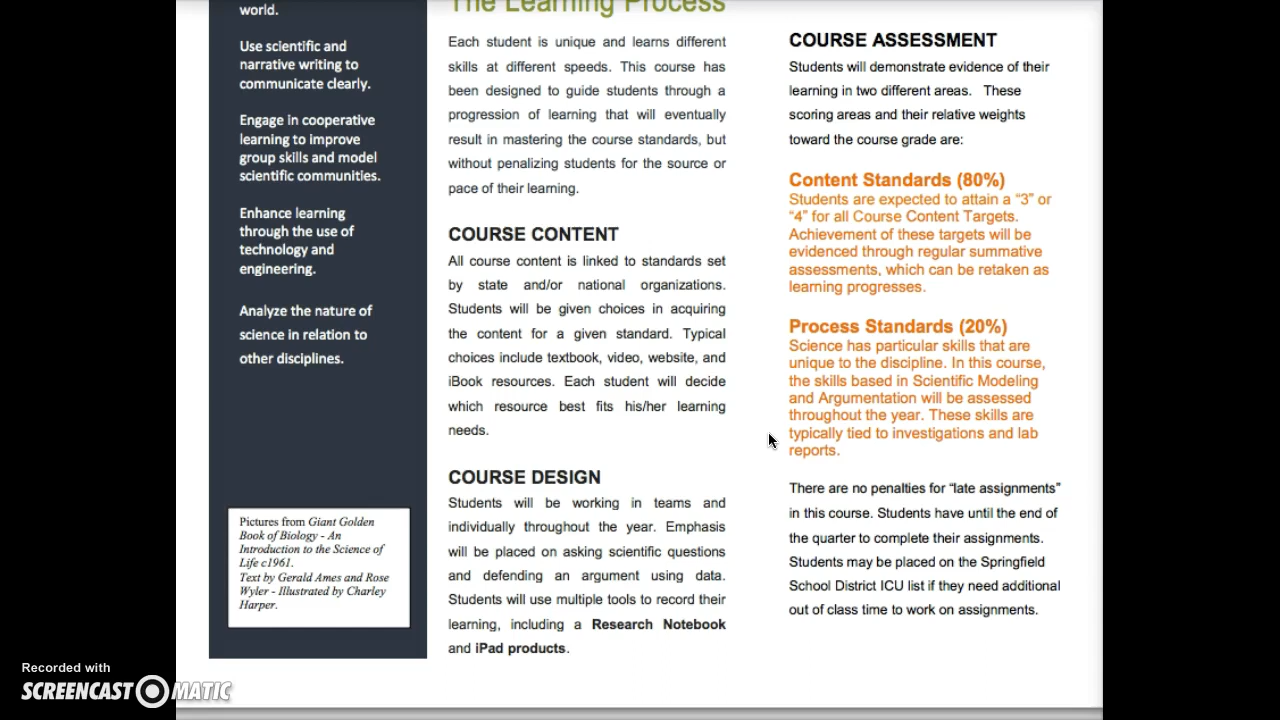 world.
Use scientific and
narrative writing to
communicate clearly.
Engage in cooperative
learning to improve
group skills and model
scientific communities.
Enhance learning
through the use of
technology and
engineering.
Analyze the nature of
science in relation to
other disciplines.
Pictures from Giant Golden
Book of Biology - An
Introduction to the Science of
Life c1961.
Text by Gerald Ames and Rose
Wyler - Illustrated by Charley
Harper.
The Learning Process
Each student is unique and learns different
skills at different speeds. This course has
been designed to guide students through a
progression of learning that will eventually
result in mastering the course standards, but
without penalizing students for the source or
pace of their learning.
COURSE CONTENT
All course content is linked to standards set
by state and/or national organizations.
Students will be given choices in acquiring
the content for a given standard. Typical
choices include textbook, video, website, and
iBook resources. Each student will decide
which resource best fits his/her learning
needs.
COURSE DESIGN
Students will be working in teams and
individually throughout the year. Emphasis
will be placed on asking scientific questions
and defending an argument using data.
Students will use multiple tools to record their
learning, including a Research Notebook
and iPad products.
COURSE ASSESSMENT
Students will demonstrate evidence of their
learning in two different areas. These
scoring areas and their relative weights
toward the course grade are:
Content Standards (80%)
Students are expected to attain a “3” or
“4” for all Course Content Targets.
Achievement of these targets will be
evidenced through regular summative
assessments, which can be retaken as
learning progresses.
Process Standards (20%)
Science has particular skills that are
unique to the discipline. In this course,
the skills based in Scientific Modeling
and Argumentation will be assessed
throughout the year. These skills are
typically tied to investigations and lab
reports.
There are no penalties for “late assignments”
in this course. Students have until the end of
the quarter to complete their assignments.
Students may be placed on the Springfield
School District ICU list if they need additional
out of class time to work on assignments.
Recorded with
SCREENCAST O MATIC